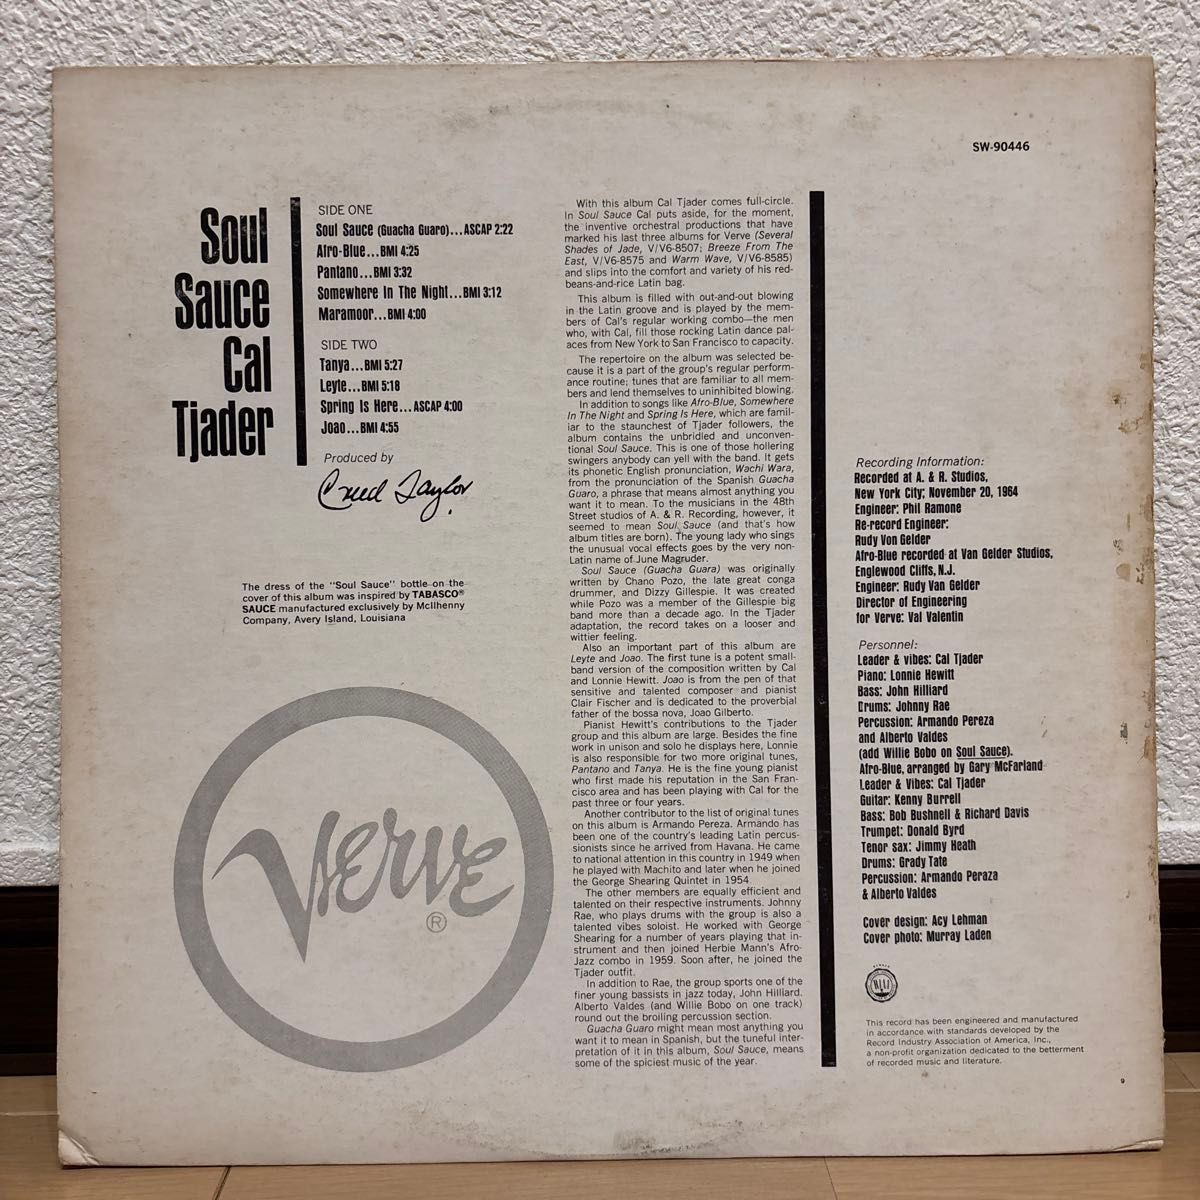 SW-90446
Soul
Sauce
Cal
Tjader
SIDE ONE
Soul Sauce (Guacha Guaro)...ASCAP 2:22
Afro-Blue...BMI 4:25
Pantano...BMI 3:32
Somewhere In The Night...BMI 3:12
Maramoor...BMI 4:00
SIDE TWO
Tanya...BMI 5:27
Leyte...BMI 5:18
Spring Is Here...ASCAP 4:00
Joao...BMI 4:55
Produced by
Creed Taylor
The dress of the "Soul Sauce" bottle on the
cover of this album was inspired by TABASCO®
SAUCE manufactured exclusively by McIlhenny
Company, Avery Island, Louisiana
VERVE
®
With this album Cal Tjader comes full-circle.
In Soul Sauce Cal puts aside, for the moment,
the inventive orchestral productions that have
marked his last three albums for Verve (Several
Shades of Jade, V/V6-8507; Breeze From The
East, V/V6-8575 and Warm Wave, V/V6-8585)
and slips into the comfort and variety of his red-
beans-and-rice Latin bag.
This album is filled with out-and-out blowing
in the Latin groove and is played by the mem-
bers of Cal's regular working combo—the men
who, with Cal, fill those rocking Latin dance pal-
aces from New York to San Francisco to capacity.
The repertoire on the album was selected be-
cause it is a part of the group's regular perform-
ance routine; tunes that are familiar to all mem-
bers and lend themselves to uninhibited blowing.
In addition to songs like Afro-Blue, Somewhere
In The Night and Spring Is Here, which are famil-
iar to the staunchest of Tjader followers, the
album contains the unbridled and unconven-
tional Soul Sauce. This is one of those hollering
swingers anybody can yell with the band. It gets
its phonetic English pronunciation, Wachi Wara,
from the pronunciation of the Spanish Guacha
Guaro, a phrase that means almost anything you
want it to mean. To the musicians in the 48th
Street studios of A. & R. Recording, however, it
seemed to mean Soul Sauce (and that's how
album titles are born). The young lady who sings
the unusual vocal effects goes by the very non-
Latin name of June Magruder.
Soul Sauce (Guacha Guara) was originally
written by Chano Pozo, the late great conga
drummer, and Dizzy Gillespie. It was created
while Pozo was a member of the Gillespie big
band more than a decade ago. In the Tjader
adaptation, the record takes on a looser and
wittier feeling.
Also an important part of this album are
Leyte and Joao. The first tune is a potent small-
band version of the composition written by Cal
and Lonnie Hewitt. Joao is from the pen of that
sensitive and talented composer and pianist
Clair Fischer and is dedicated to the proverbial
father of the bossa nova, Joao Gilberto.
Pianist Hewitt's contributions to the Tjader
group and this album are large. Besides the fine
work in unison and solo he displays here, Lonnie
is also responsible for two more original tunes,
Pantano and Tanya. He is the fine young pianist
who first made his reputation in the San Fran-
cisco area and has been playing with Cal for the
past three or four years.
Another contributor to the list of original tunes
on this album is Armando Pereza. Armando has
been one of the country's leading Latin percus-
sionists since he arrived from Havana. He came
to national attention in this country in 1949 when
he played with Machito and later when he joined
the George Shearing Quintet in 1954.
The other members are equally efficient and
talented on their respective instruments. Johnny
Rae, who plays drums with the group is also a
talented vibes soloist. He worked with George
Shearing for a number of years playing that in-
strument and then joined Herbie Mann's Afro-
Jazz combo in 1959. Soon after, he joined the
Tjader outfit.
In addition to Rae, the group sports one of the
finer young bassists in jazz today, John Hilliard.
Alberto Valdes (and Willie Bobo on one track)
round out the broiling percussion section.
Guacha Guaro might mean most anything you
want it to mean in Spanish, but the tuneful inter-
pretation of it in this album, Soul Sauce, means
some of the spiciest music of the year.
Recording Information:
Recorded at A. & R. Studios,
New York City; November 20, 1964
Engineer: Phil Ramone
Re-record Engineer:
Rudy Von Gelder
Afro-Blue recorded at Van Gelder Studios,
Englewood Cliffs, N.J.
Engineer: Rudy Van Gelder
Director of Engineering
for Verve: Val Valentin
Personnel:
Leader & vibes: Cal Tjader
Piano: Lonnie Hewitt
Bass: John Hilliard
Drums: Johnny Rae
Percussion: Armando Pereza
and Alberto Valdes
(add Willie Bobo on Soul Sauce).
Afro-Blue, arranged by Gary McFarland
Leader & Vibes: Cal Tjader
Guitar: Kenny Burrell
Bass: Bob Bushnell & Richard Davis
Trumpet: Donald Byrd
Tenor sax: Jimmy Heath
Drums: Grady Tate
Percussion: Armando Peraza
& Alberto Valdes
Cover design: Acy Lehman
Cover photo: Murray Laden
RIAA
This record has been engineered and manufactured
in accordance with standards developed by the
Record Industry Association of America, Inc.,
a non-profit organization dedicated to the betterment
of recorded music and literature.
9